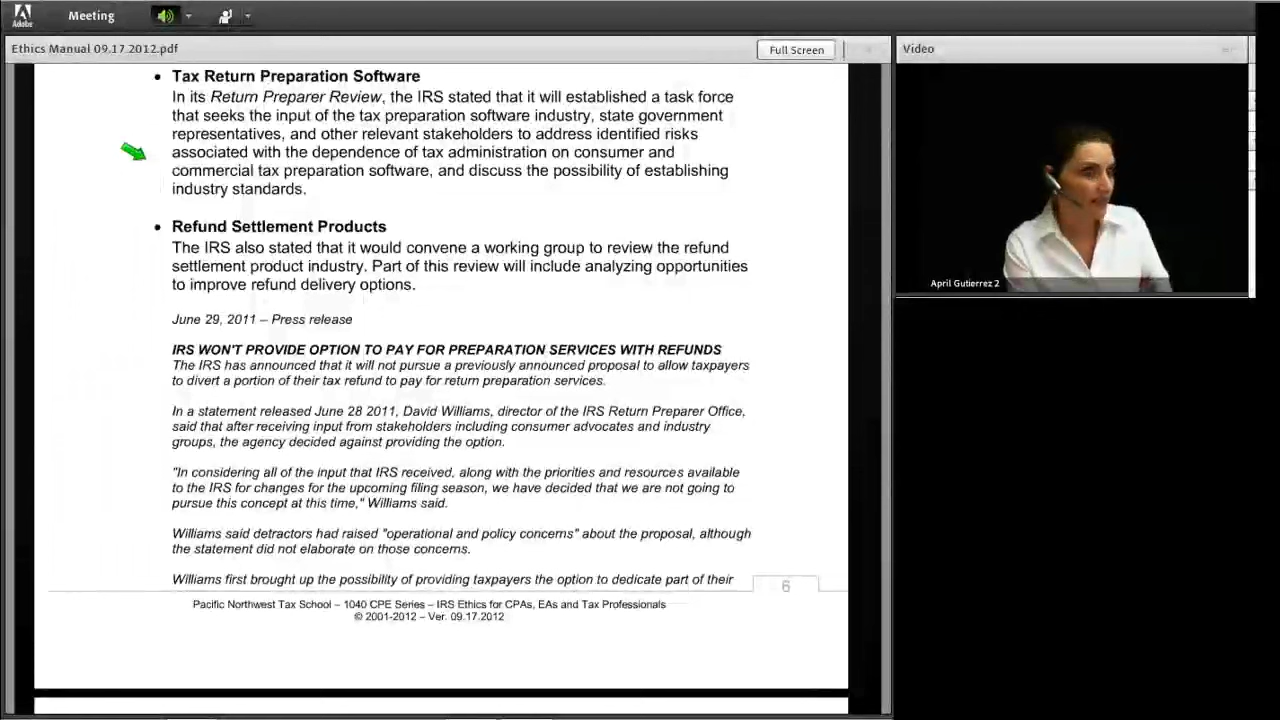 Adobe
Meeting
Ethics Manual 09.17.2012.pdf
Full Screen
Video
• Tax Return Preparation Software
In its Return Preparer Review, the IRS stated that it will established a task force
that seeks the input of the tax preparation software industry, state government
representatives, and other relevant stakeholders to address identified risks
associated with the dependence of tax administration on consumer and
commercial tax preparation software, and discuss the possibility of establishing
industry standards.
• Refund Settlement Products
The IRS also stated that it would convene a working group to review the refund
settlement product industry. Part of this review will include analyzing opportunities
to improve refund delivery options.
June 29, 2011 – Press release
IRS WON'T PROVIDE OPTION TO PAY FOR PREPARATION SERVICES WITH REFUNDS
The IRS has announced that it will not pursue a previously announced proposal to allow taxpayers
to divert a portion of their tax refund to pay for return preparation services.
In a statement released June 28 2011, David Williams, director of the IRS Return Preparer Office,
said that after receiving input from stakeholders including consumer advocates and industry
groups, the agency decided against providing the option.
"In considering all of the input that IRS received, along with the priorities and resources available
to the IRS for changes for the upcoming filing season, we have decided that we are not going to
pursue this concept at this time," Williams said.
Williams said detractors had raised "operational and policy concerns" about the proposal, although
the statement did not elaborate on those concerns.
Williams first brought up the possibility of providing taxpayers the option to dedicate part of their
6
Pacific Northwest Tax School – 1040 CPE Series – IRS Ethics for CPAs, EAs and Tax Professionals
© 2001-2012 – Ver. 09.17.2012
April Gutierrez 2